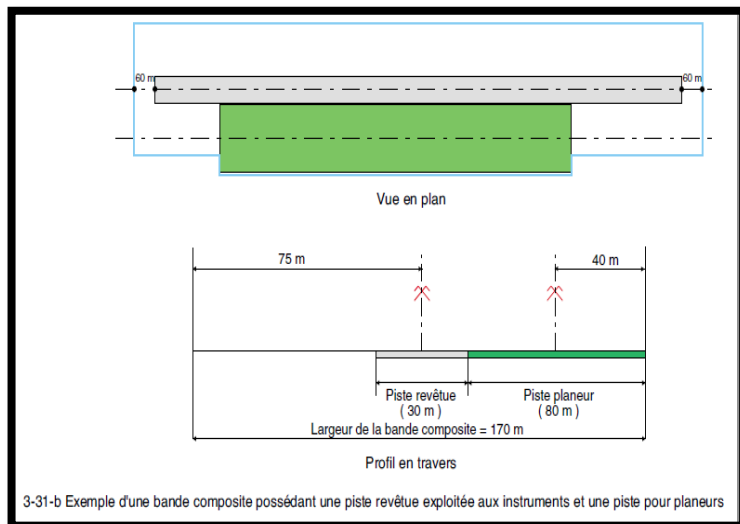 60 m
60 m
Vue en plan
75 m
40 m
Piste revêtue
( 30 m )
Piste planeur
( 80 m )
Largeur de la bande composite = 170 m
Profil en travers
3-31-b Exemple d'une bande composite possédant une piste revêtue exploitée aux instruments et une piste pour planeurs